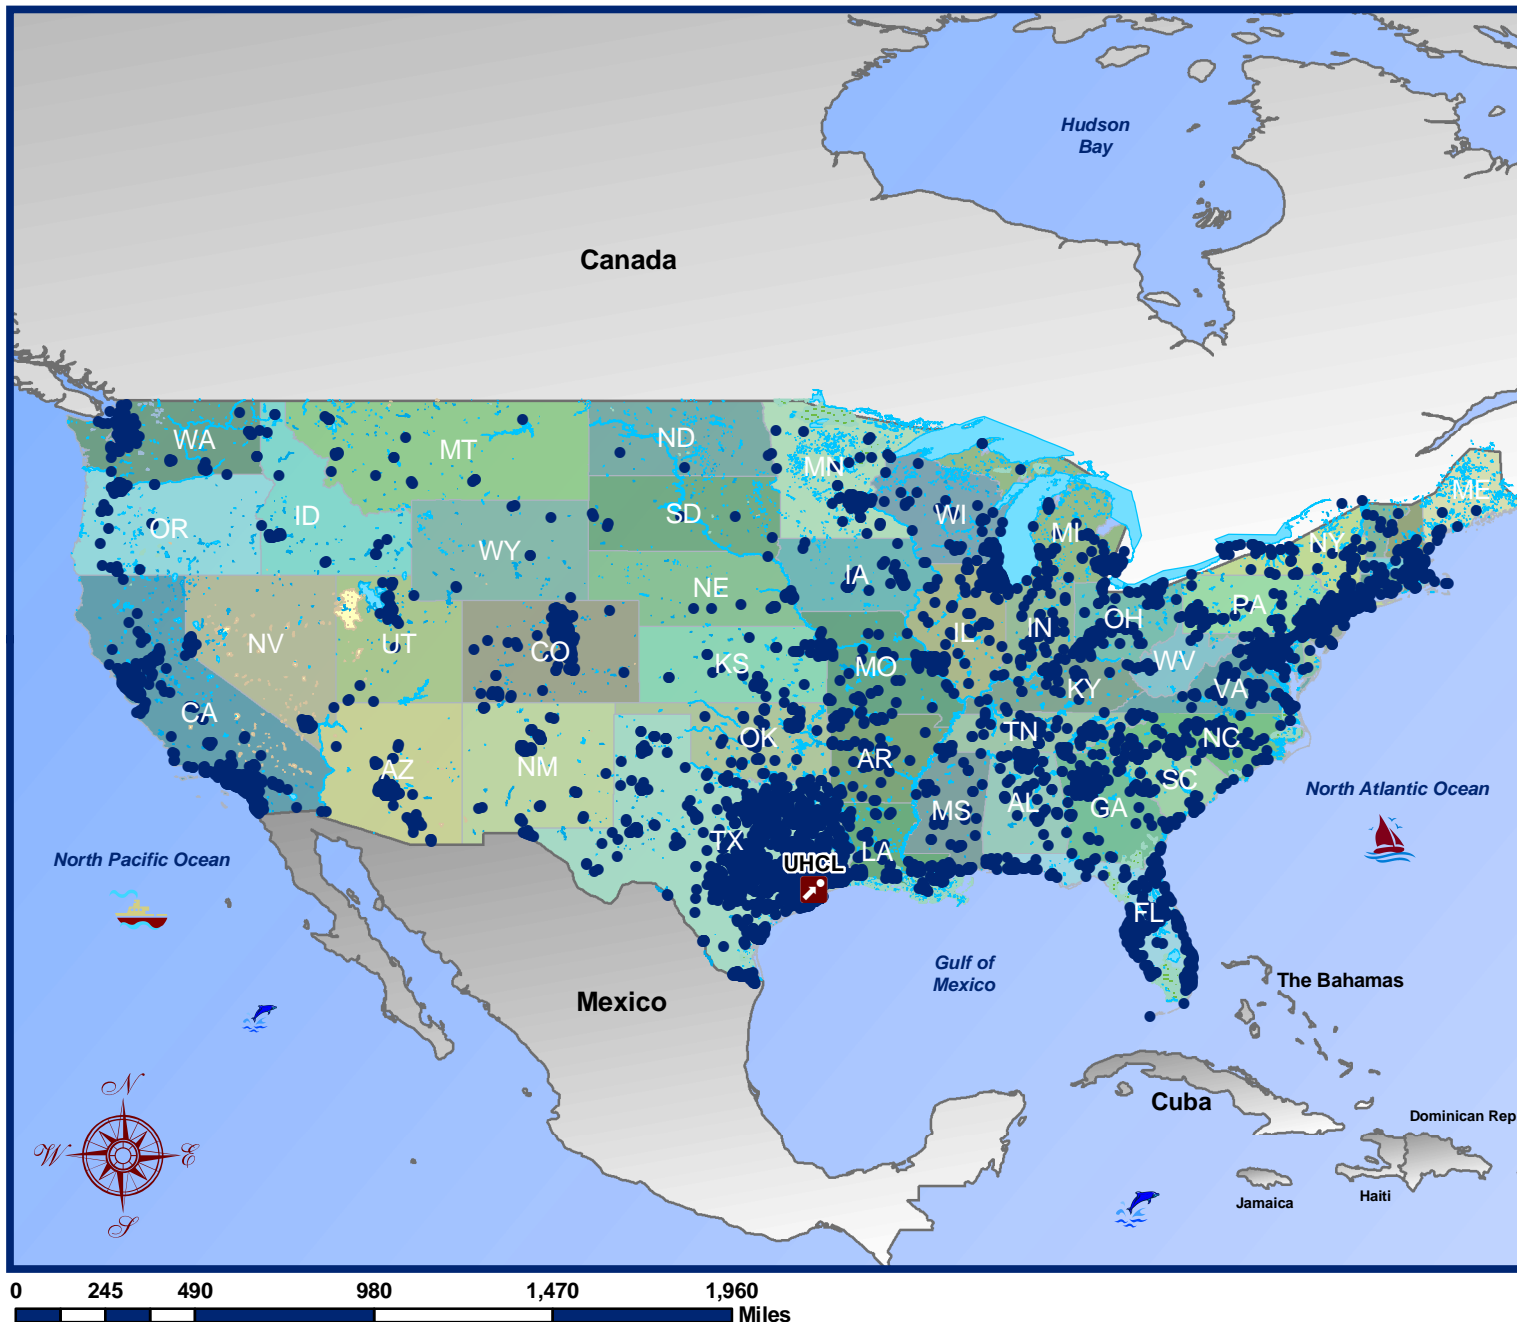 Hudson
Bay
Canada
WA
MT
ND
MN
ME
OR
ID
SD
WI
MI
NY
WY
IA
NE
PA
OH
IL
IN
NV
UT
CO
KS
MO
WV
KY
VA
CA
OK
TN
NC
AZ
NM
AR
SC
MS
AL
GA
North Atlantic Ocean
TX
LA
North Pacific Ocean
UHCL
FL
Gulf of
Mexico
The Bahamas
Mexico
N
Cuba
Dominican Rep
W
E
Jamaica
Haiti
S
0 245 490 980 1,470 1,960
Miles